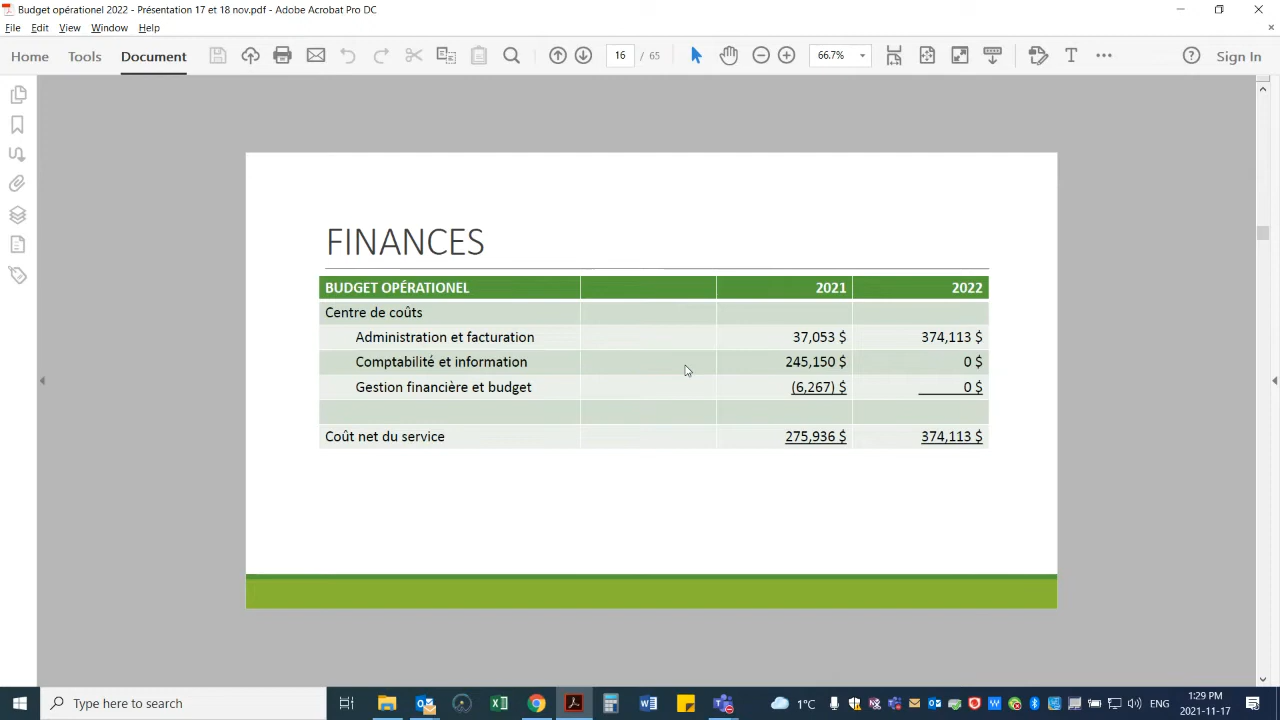 Budget opérationel 2022 - Présentation 17 et 18 nov.pdf - Adobe Acrobat Pro DC
File Edit View Window Help
Home Tools Document 16 / 65 66.7% Sign In
FINANCES
BUDGET OPÉRATIONEL 2021 2022
Centre de coûts
Administration et facturation 37,053 $ 374,113 $
Comptabilité et information 245,150 $ 0 $
Gestion financière et budget (6,267) $ 0 $
Coût net du service 275,936 $ 374,113 $
Type here to search 1°C ENG 1:29 PM
2021-11-17